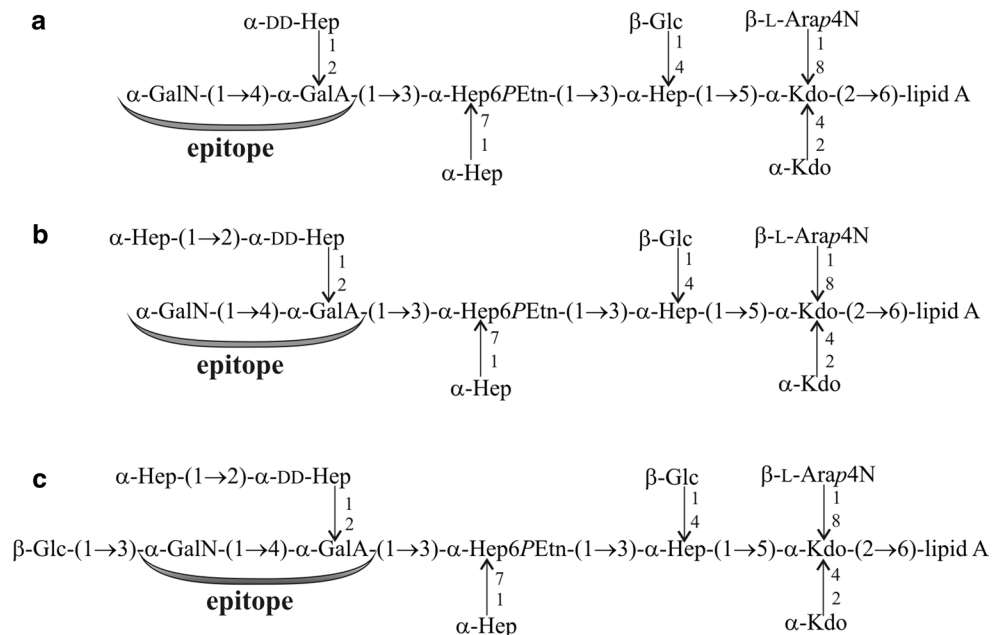 a
α-DD-Hep
β-Glc
β-L-Arap4N
1
1
1
2
4
8
α-GalN-(1→4)-α-GalA-(1→3)-α-Hep6PEtn-(1→3)-α-Hep-(1→5)-α-Kdo-(2→6)-lipid A
7
4
epitope
1
2
α-Hep
α-Kdo
b
α-Hep-(1→2)-α-DD-Hep
β-Glc
β-L-Arap4N
1
1
1
2
4
8
α-GalN-(1→4)-α-GalA-(1→3)-α-Hep6PEtn-(1→3)-α-Hep-(1→5)-α-Kdo-(2→6)-lipid A
7
4
epitope
1
2
α-Hep
α-Kdo
c
α-Hep-(1→2)-α-DD-Hep
β-Glc
β-L-Arap4N
1
1
1
2
4
8
β-Glc-(1→3)-α-GalN-(1→4)-α-GalA-(1→3)-α-Hep6PEtn-(1→3)-α-Hep-(1→5)-α-Kdo-(2→6)-lipid A
7
4
epitope
1
2
α-Hep
α-Kdo